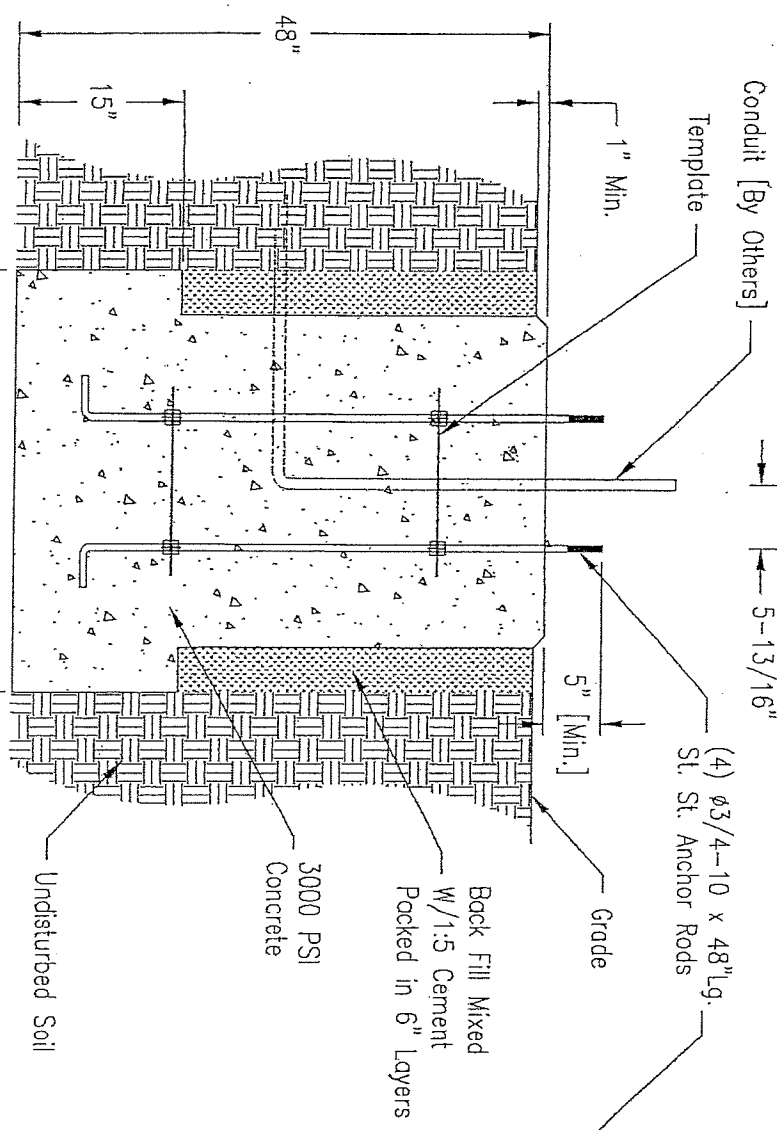 Conduit [By Others]
Template
1" Min.
48"
15"
5-13/16"
(4) ø3/4-10 x 48"Lg.
St. St. Anchor Rods
5" [Min.]
Grade
Back Fill Mixed
W/1:5 Cement
Packed in 6" Layers
3000 PSI
Concrete
Undisturbed Soil